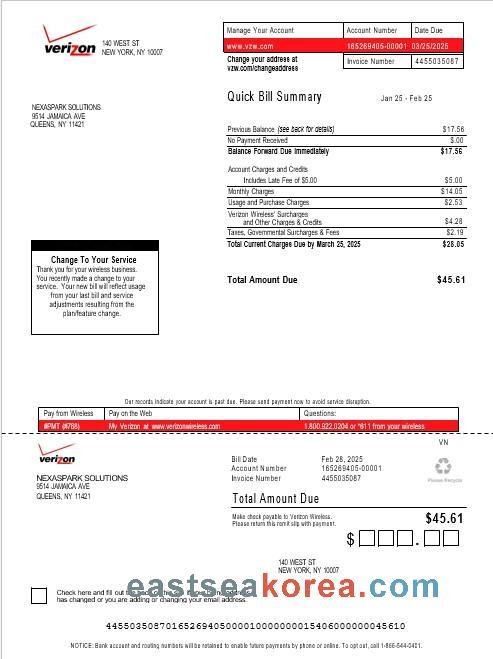 verizon
140 WEST ST
NEW YORK, NY 10007
Manage Your Account Account Number Date Due
www.vzw.com 165269405-00001 03/25/2025
Change your address at
vzw.com/changeaddress
Invoice Number 4455035087
Quick Bill Summary Jan 25 - Feb 25
NEXASPARK SOLUTIONS
9514 JAMAICA AVE
QUEENS, NY 11421
Previous Balance (see back for details) $17.56
No Payment Received $.00
Balance Forward Due Immediately $17.56
Account Charges and Credits
Includes Late Fee of $5.00 $5.00
Monthly Charges $14.05
Usage and Purchase Charges $2.53
Verizon Wireless' Surcharges
and Other Charges & Credits $4.28
Taxes, Governmental Surcharges & Fees $2.19
Total Current Charges Due by March 25, 2025 $28.05
Change To Your Service
Thank you for your wireless business.
You recently made a change to your
service. Your new bill will reflect usage
from your last bill and service
adjustments resulting from the
plan/feature change.
Total Amount Due $45.61
Our records indicate your account is past due. Please send payment now to avoid service disruption.
Pay from Wireless Pay on the Web Questions:
#PMT (#768) My Verizon at www.verizonwireless.com 1.800.922.0204 or *611 from your wireless
VN
verizon
NEXASPARK SOLUTIONS
9514 JAMAICA AVE
QUEENS, NY 11421
Bill Date Feb 28, 2025
Account Number 165269405-00001
Invoice Number 4455035087
Please Recycle
Total Amount Due
Make check payable to Verizon Wireless.
Please return this remit slip with payment.
$45.61
$ .
140 WEST ST
NEW YORK, NY 10007
eastseakorea.com
Check here and fill out
has changed or you are adding or changing your email address.
4455035087016526940500001000000001540600000045610
NOTICE: Bank account and routing numbers will be retained to enable future payments by phone or online. To opt out, call 1-866-544-0401.